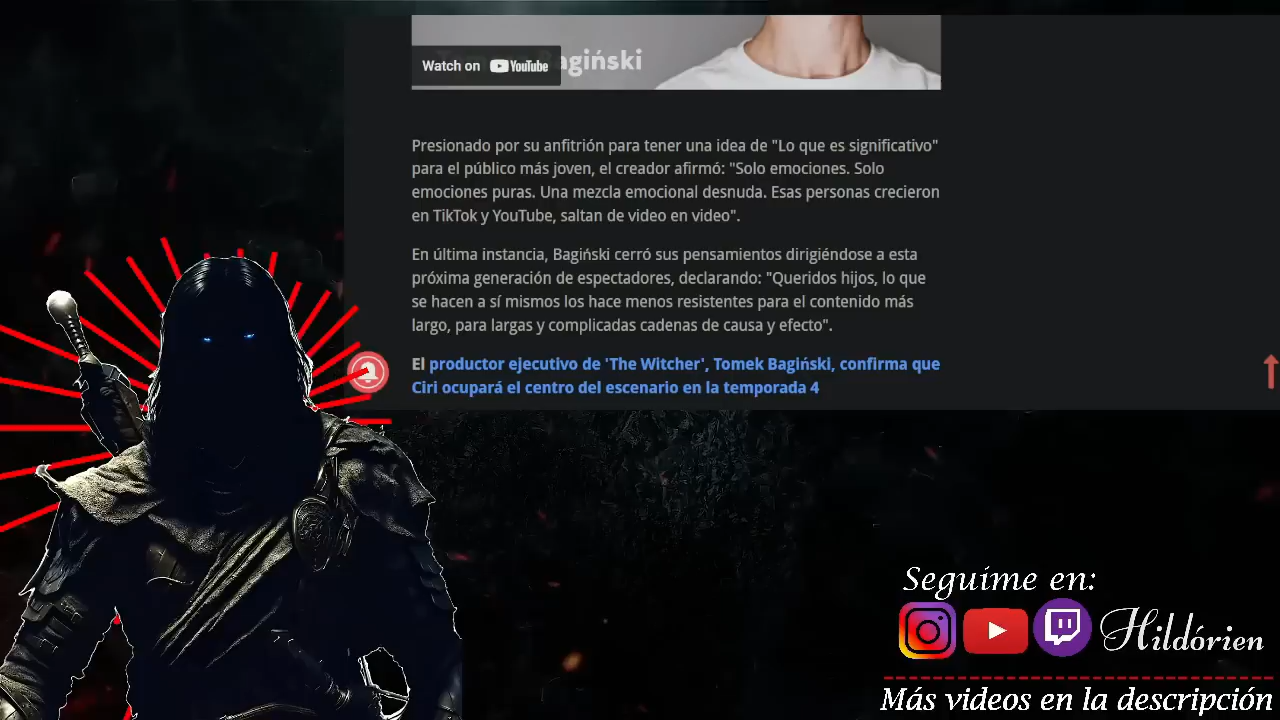 Watch on YouTube agiński
Presionado por su anfitrión para tener una idea de "Lo que es significativo"
para el público más joven, el creador afirmó: "Solo emociones. Solo
emociones puras. Una mezcla emocional desnuda. Esas personas crecieron
en TikTok y YouTube, saltan de video en video".
En última instancia, Bagiński cerró sus pensamientos dirigiéndose a esta
próxima generación de espectadores, declarando: "Queridos hijos, lo que
se hacen a sí mismos los hace menos resistentes para el contenido más
largo, para largas y complicadas cadenas de causa y efecto".
El productor ejecutivo de 'The Witcher', Tomek Bagiński, confirma que
Ciri ocupará el centro del escenario en la temporada 4
Seguíme en:
Hildórien
Más videos en la descripción